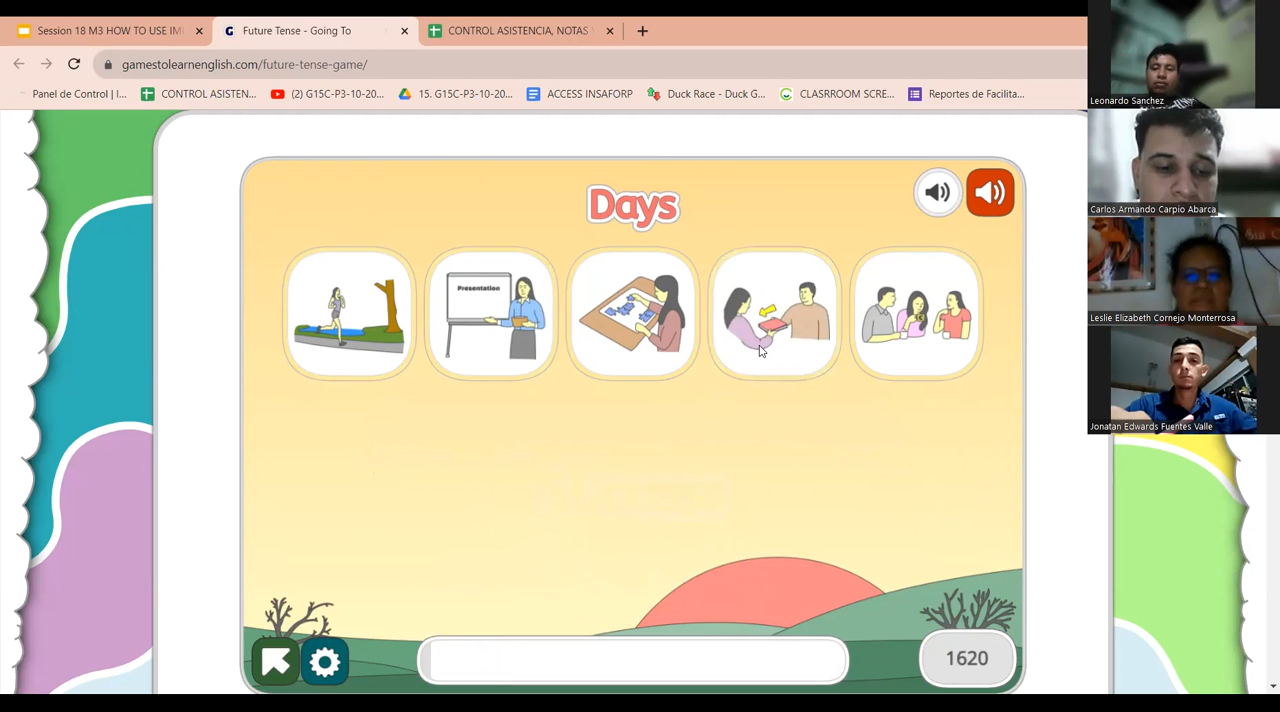 Session 18 M3 HOW TO USE IM
Future Tense - Going To
CONTROL ASISTENCIA, NOTAS
gamestolearnenglish.com/future-tense-game/
Panel de Control | I...
CONTROL ASISTEN...
(2) G15C-P3-10-20...
15. G15C-P3-10-20...
ACCESS INSAFORP
Duck Race - Duck G...
CLASRROOM SCRE...
Reportes de Facilita...
Days
Presentation
1620
Leonardo Sanchez
Carlos Armando Carpio Abarca
Leslie Elizabeth Cornejo Monterrosa
Jonatan Edwards Fuentes Valle